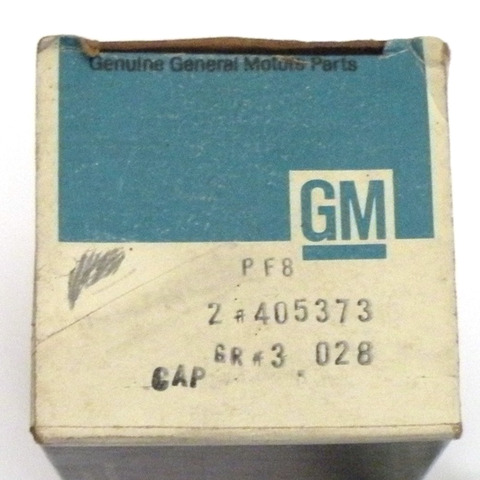 Genuine General Motors Parts
GM
PF8
2 # 405373
GR # 3 028
CAP